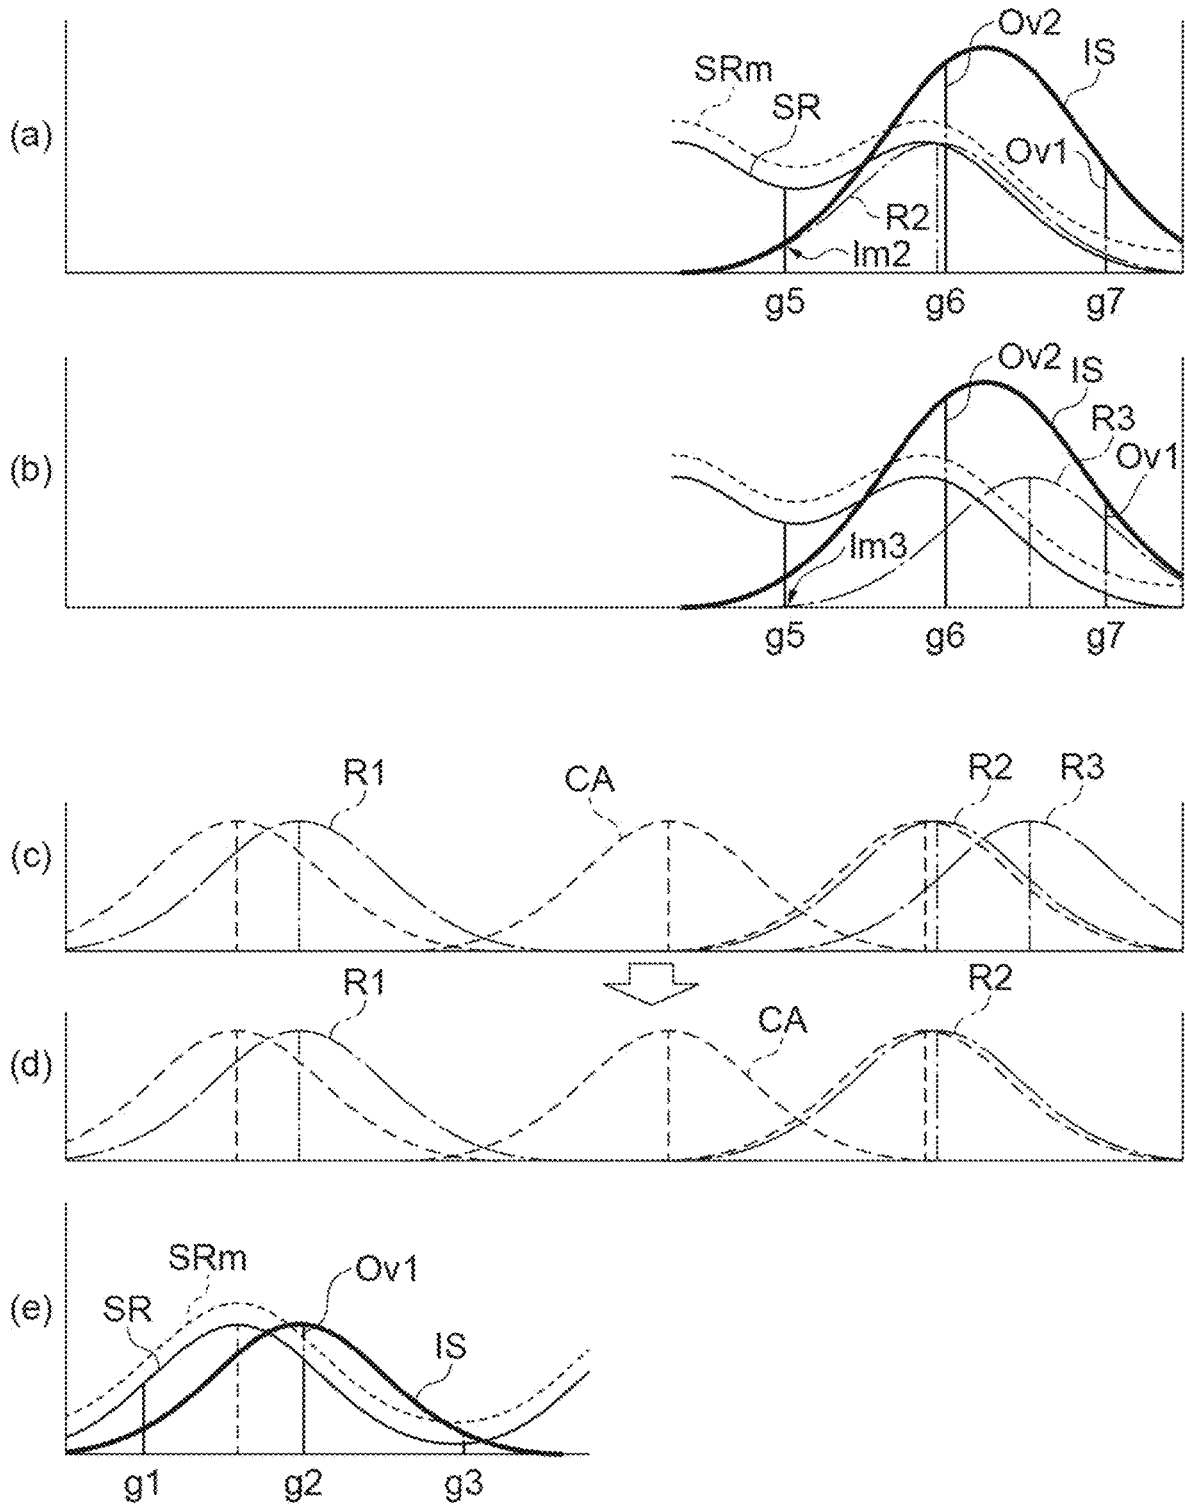 Ov2
SRm
IS
SR
(a)
Ov1
R2
Im2
g5 g6 g7
Ov2
IS
R3
(b)
Ov1
Im3
g5 g6 g7
R1
CA
R2
R3
(c)
R1
R2
CA
(d)
SRm
Ov1
SR
(e)
IS
g1 g2 g3